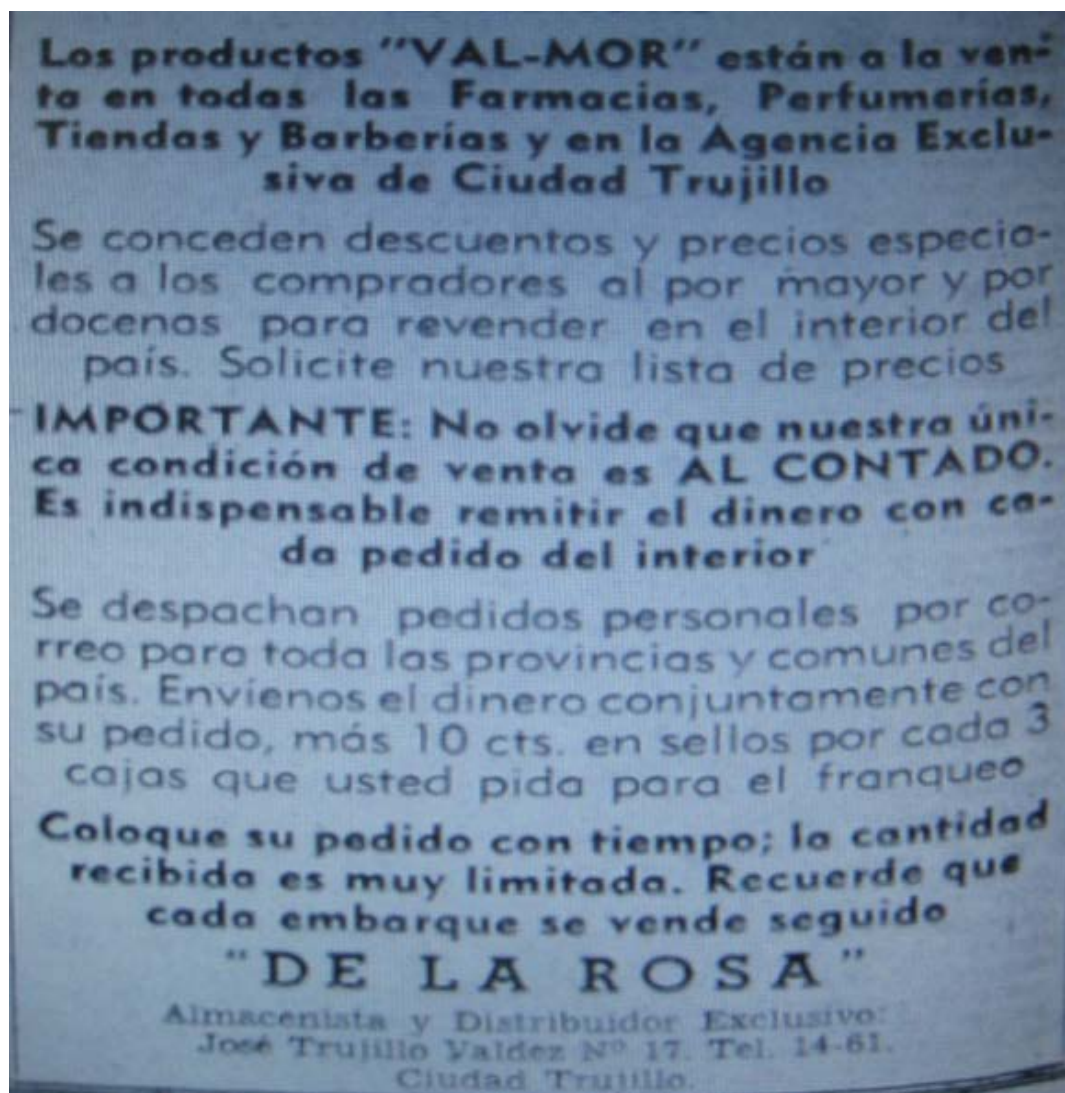 Los productos "VAL-MOR" están a la ven-
ta en todas las Farmacias, Perfumerías,
Tiendas y Barberías y en la Agencia Exclu-
siva de Ciudad Trujillo
Se conceden descuentos y precios especia-
les a los compradores al por mayor y por
docenas para revender en el interior del
país. Solicite nuestra lista de precios
IMPORTANTE: No olvide que nuestra úni-
ca condición de venta es AL CONTADO.
Es indispensable remitir el dinero con ca-
da pedido del interior
Se despachan pedidos personales por co-
rreo para toda las provincias y comunes del
país. Envíenos el dinero conjuntamente con
su pedido, más 10 cts. en sellos por cada 3
cajas que usted pida para el franqueo
Coloque su pedido con tiempo; la cantidad
recibida es muy limitada. Recuerde que
cada embarque se vende seguido
"DE LA ROSA"
Almacenista y Distribuidor Exclusivo:
José Trujillo Valdez Nº 17. Tel. 14-61.
Ciudad Trujillo.